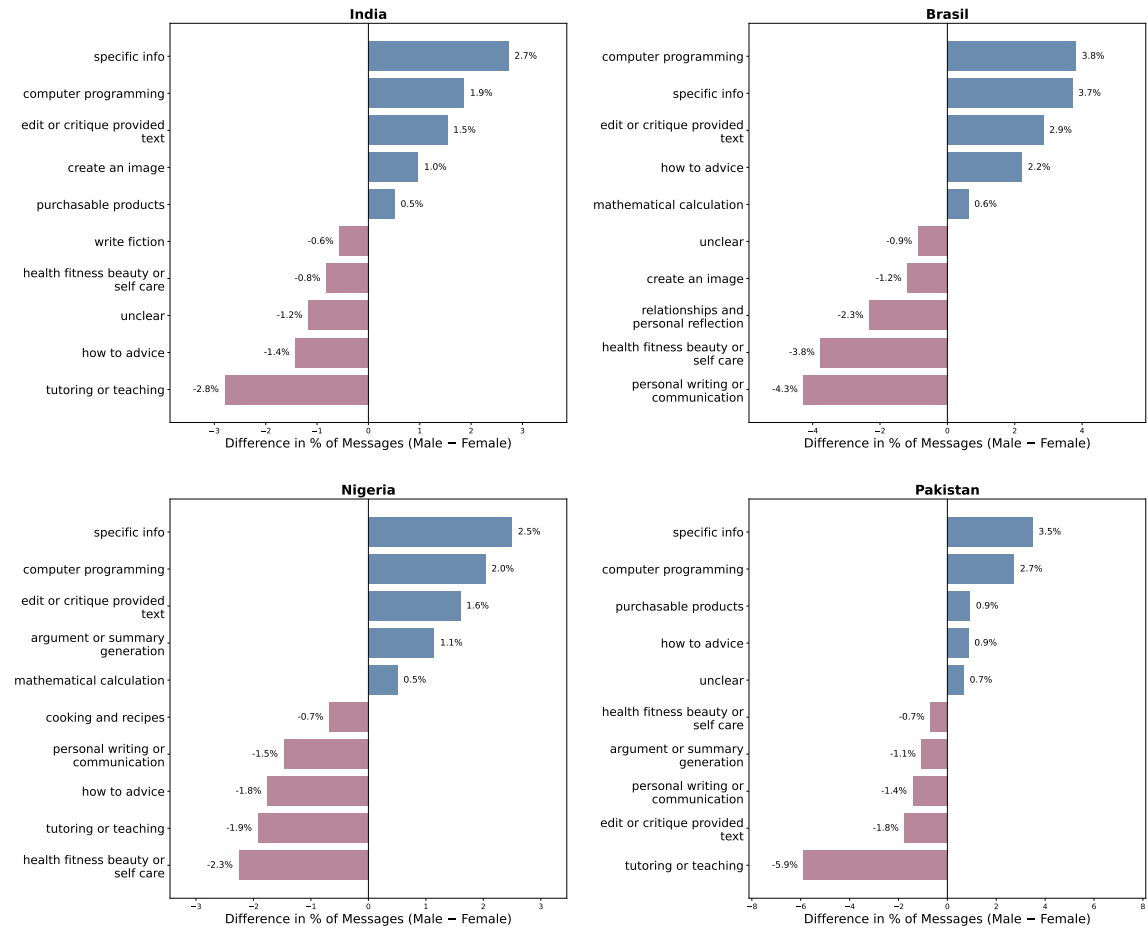 India
specific info
2.7%
computer programming
1.9%
edit or critique provided
text
1.5%
create an image
1.0%
purchasable products
0.5%
write fiction
-0.6%
health fitness beauty or
self care
-0.8%
unclear
-1.2%
how to advice
-1.4%
tutoring or teaching
-2.8%
−3 −2 −1 0 1 2 3
Difference in % of Messages (Male − Female)
Brasil
computer programming
3.8%
specific info
3.7%
edit or critique provided
text
2.9%
how to advice
2.2%
mathematical calculation
0.6%
unclear
-0.9%
create an image
-1.2%
relationships and
personal reflection
-2.3%
health fitness beauty or
self care
-3.8%
personal writing or
communication
-4.3%
−4 −2 0 2 4
Difference in % of Messages (Male − Female)
Nigeria
specific info
2.5%
computer programming
2.0%
edit or critique provided
text
1.6%
argument or summary
generation
1.1%
mathematical calculation
0.5%
cooking and recipes
-0.7%
personal writing or
communication
-1.5%
how to advice
-1.8%
tutoring or teaching
-1.9%
health fitness beauty or
self care
-2.3%
−3 −2 −1 0 1 2 3
Difference in % of Messages (Male − Female)
Pakistan
specific info
3.5%
computer programming
2.7%
purchasable products
0.9%
how to advice
0.9%
unclear
0.7%
health fitness beauty or
self care
-0.7%
argument or summary
generation
-1.1%
personal writing or
communication
-1.4%
edit or critique provided
text
-1.8%
tutoring or teaching
-5.9%
−8 −6 −4 −2 0 2 4 6 8
Difference in % of Messages (Male − Female)